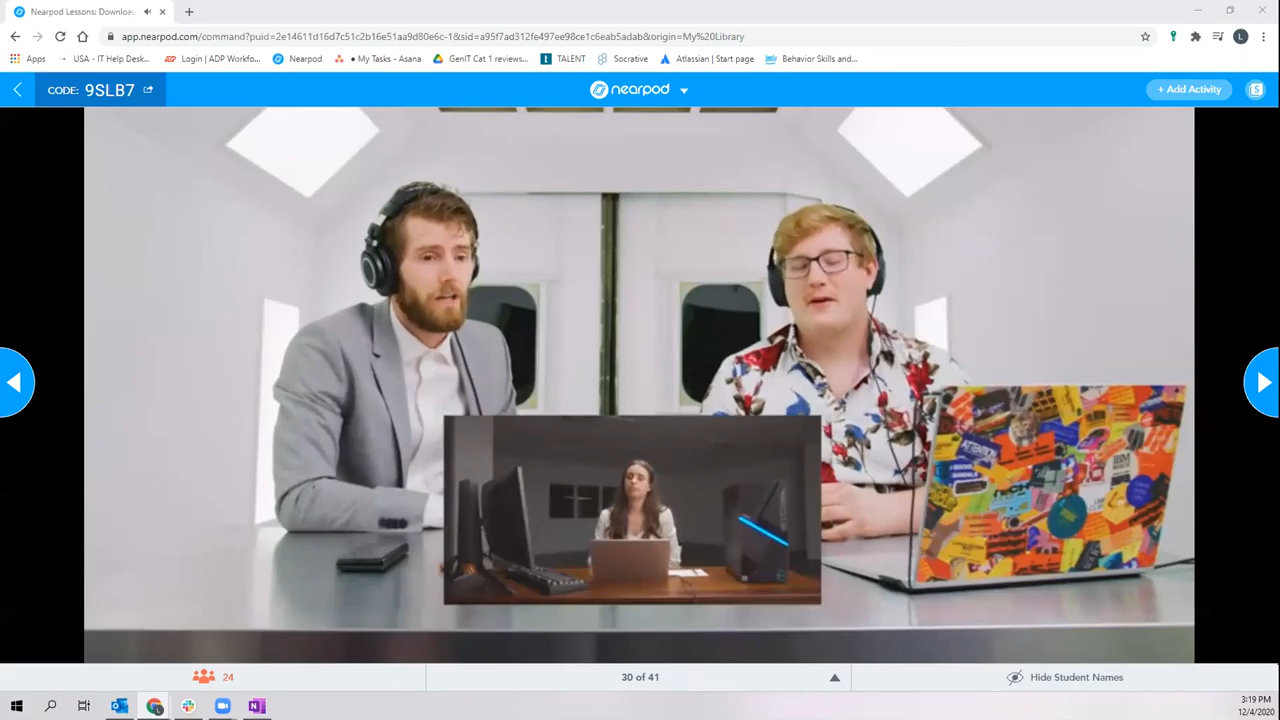 Nearpod Lessons: Downloa
app.nearpod.com/command?puid=2e14611d16d7c51c2b16e51aa9d80e6c-1&sid=a95f7ad312fe497ee98ce1c6eab5adab&origin=My%20Library
L
Apps
USA - IT Help Desk...
Login | ADP Workfo...
Nearpod
My Tasks - Asana
GenIT Cat 1 reviews...
TALENT
Socrative
Atlassian | Start page
Behavior Skills and...
CODE: 9SLB7
nearpod
+ Add Activity
S
ATTENTION
24
30 of 41
Hide Student Names
3:19 PM
12/4/2020